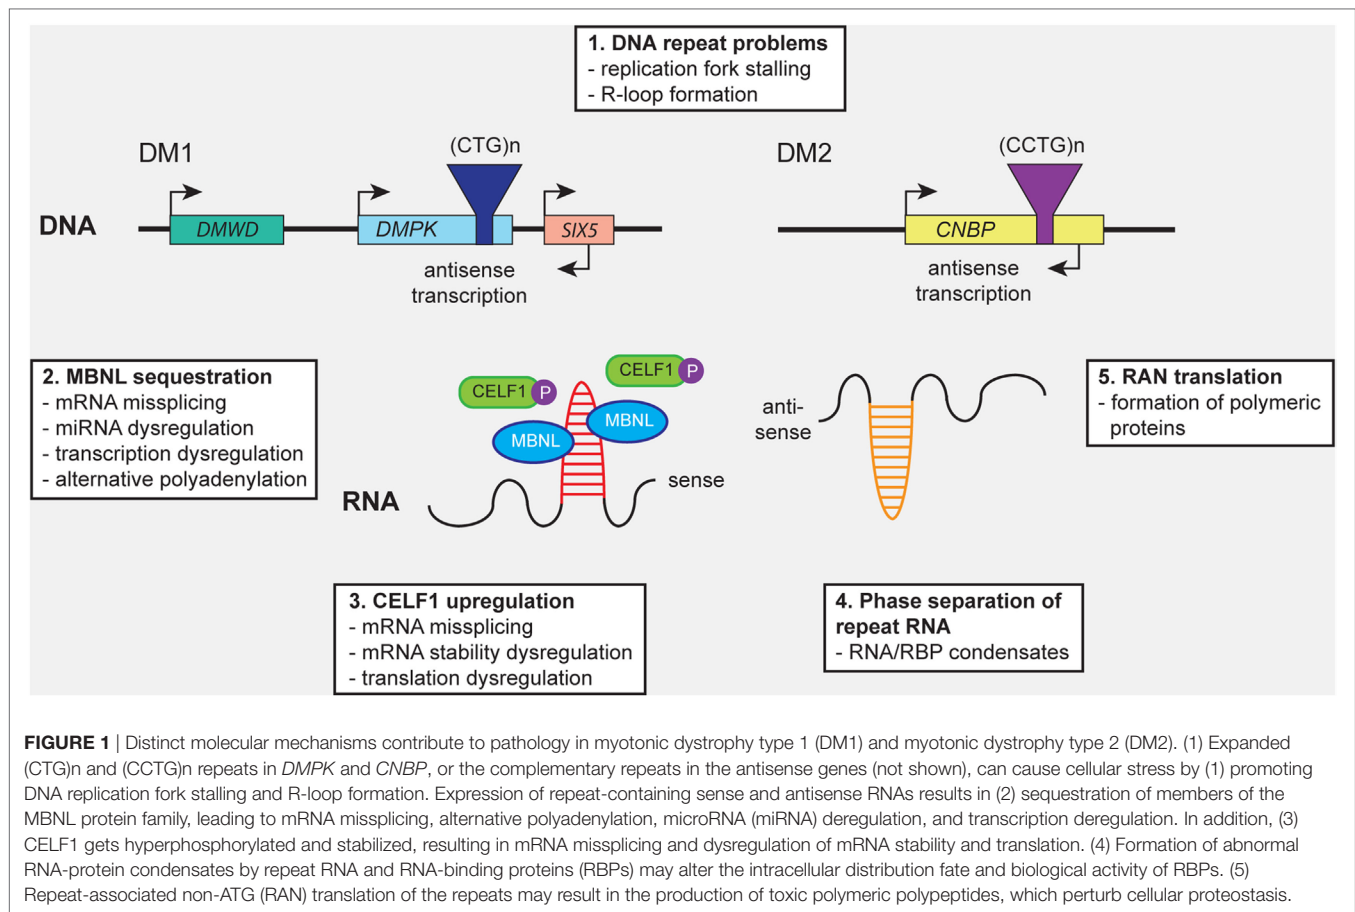 1. DNA repeat problems
- replication fork stalling
- R-loop formation
DM1
(CTG)n
DM2
(CCTG)n
DNA
DMWD
DMPK
SIX5
CNBP
antisense
transcription
antisense
transcription
2. MBNL sequestration
- mRNA missplicing
- miRNA dysregulation
- transcription dysregulation
- alternative polyadenylation
CELF1
P
CELF1
P
MBNL
MBNL
RNA
sense
anti-
sense
5. RAN translation
- formation of polymeric
proteins
3. CELF1 upregulation
- mRNA missplicing
- mRNA stability dysregulation
- translation dysregulation
4. Phase separation of
repeat RNA
- RNA/RBP condensates
FIGURE 1 | Distinct molecular mechanisms contribute to pathology in myotonic dystrophy type 1 (DM1) and myotonic dystrophy type 2 (DM2). (1) Expanded
(CTG)n and (CCTG)n repeats in DMPK and CNBP, or the complementary repeats in the antisense genes (not shown), can cause cellular stress by (1) promoting
DNA replication fork stalling and R-loop formation. Expression of repeat-containing sense and antisense RNAs results in (2) sequestration of members of the
MBNL protein family, leading to mRNA missplicing, alternative polyadenylation, microRNA (miRNA) deregulation, and transcription deregulation. In addition, (3)
CELF1 gets hyperphosphorylated and stabilized, resulting in mRNA missplicing and dysregulation of mRNA stability and translation. (4) Formation of abnormal
RNA-protein condensates by repeat RNA and RNA-binding proteins (RBPs) may alter the intracellular distribution fate and biological activity of RBPs. (5)
Repeat-associated non-ATG (RAN) translation of the repeats may result in the production of toxic polymeric polypeptides, which perturb cellular proteostasis.